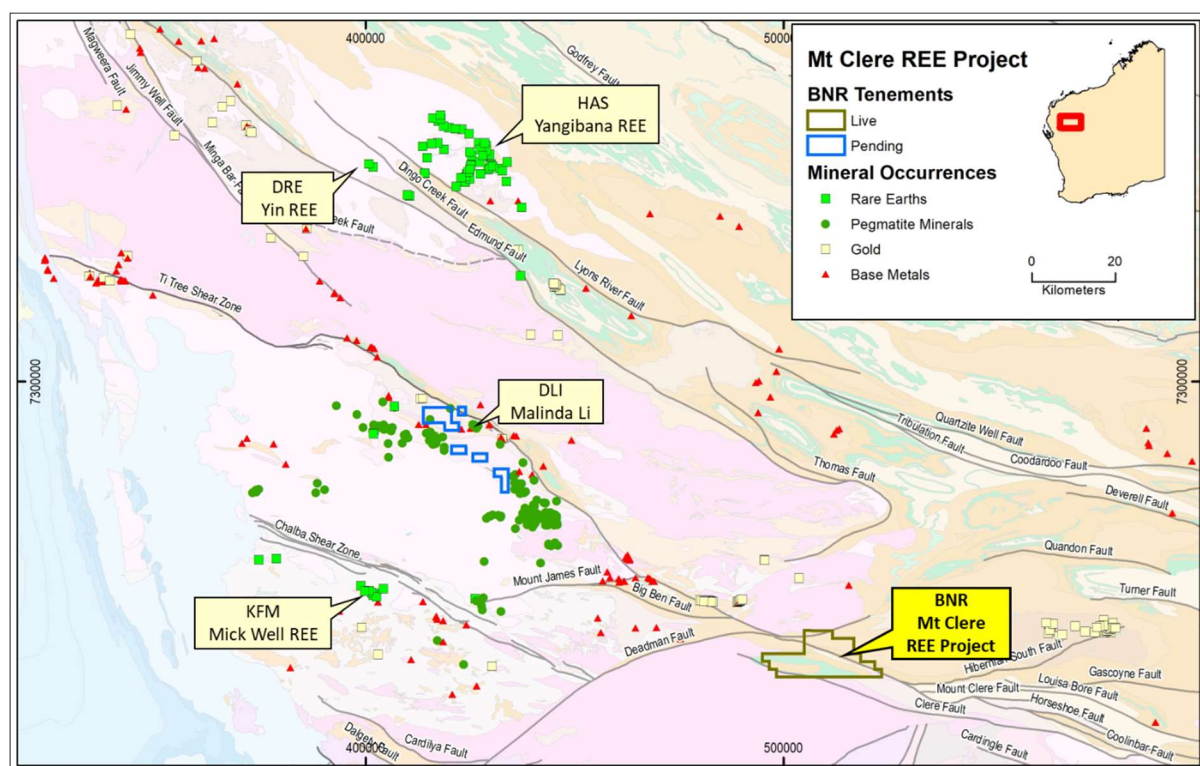 400000
500000
Mt Clere REE Project
BNR Tenements
Live
Pending
Mineral Occurrences
Rare Earths
Pegmatite Minerals
Gold
Base Metals
0 20
Kilometers
Magweera Fault
Jimmy Well Fault
Minga Bar
Godfrey Fault
HAS
Yangibana REE
DRE
Yin REE
Dingo Creek Fault
Edmund Fault
Lyons River Fault
Ti Tree Shear Zone
7300000
7300000
DLI
Malinda Li
Quartzite Well Fault
Tribulation Fault
Coodardoo Fault
Deverell Fault
Thomas Fault
Chalba Shear Zone
Quandon Fault
Turner Fault
Mount James Fault
Big Ben Fault
KFM
Mick Well REE
Deadman Fault
BNR
Mt Clere
REE Project
South Fault
Gascoyne Fault
Louisa Bore Fault
Mount Clere Fault
Horseshoe Fault
Clere Fault
Coolinbar Fault
Cardingle Fault
Dalgety Fault
Cardilya Fault
400000
500000